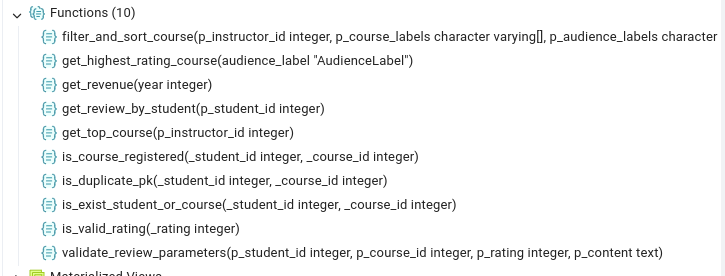 Functions (10)
filter_and_sort_course(p_instructor_id integer, p_course_labels character varying[], p_audience_labels character
get_highest_rating_course(audience_label "AudienceLabel")
get_revenue(year integer)
get_review_by_student(p_student_id integer)
get_top_course(p_instructor_id integer)
is_course_registered(_student_id integer, _course_id integer)
is_duplicate_pk(_student_id integer, _course_id integer)
is_exist_student_or_course(_student_id integer, _course_id integer)
is_valid_rating(_rating integer)
validate_review_parameters(p_student_id integer, p_course_id integer, p_rating integer, p_content text)
Materialized Views